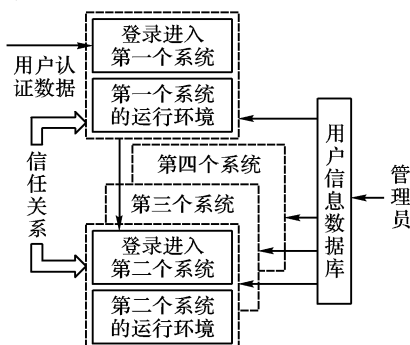 登录进入
第一个系统
用户认
证数据
第一个系统
的运行环境
信任关系
第四个系统
第三个系统
用户信息数据库
管理员
登录进入
第二个系统
第二个系统
的运行环境